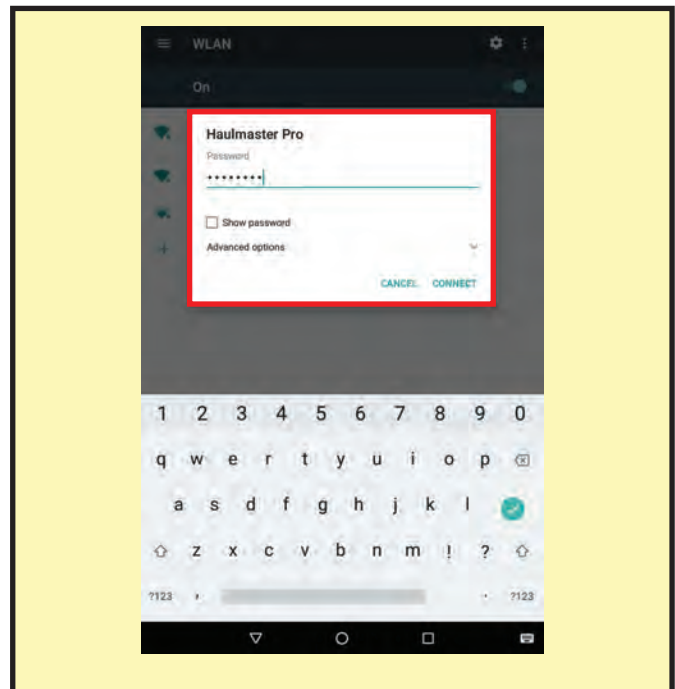 WLAN
On
Haulmaster Pro
Password
••••••••
Show password
Advanced options
CANCEL CONNECT
1 2 3 4 5 6 7 8 9 0
q w e r t y u i o p
a s d f g h j k l
z x c v b n m ! ?
?123 , . ?123